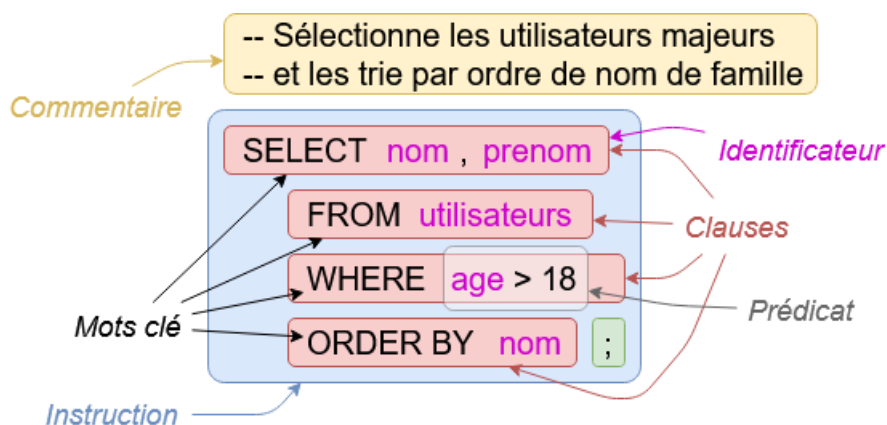 -- Sélectionne les utilisateurs majeurs
-- et les trie par ordre de nom de famille
Commentaire
SELECT nom , prenom
Identificateur
FROM utilisateurs
Clauses
WHERE age > 18
Prédicat
Mots clé
ORDER BY nom ;
Instruction